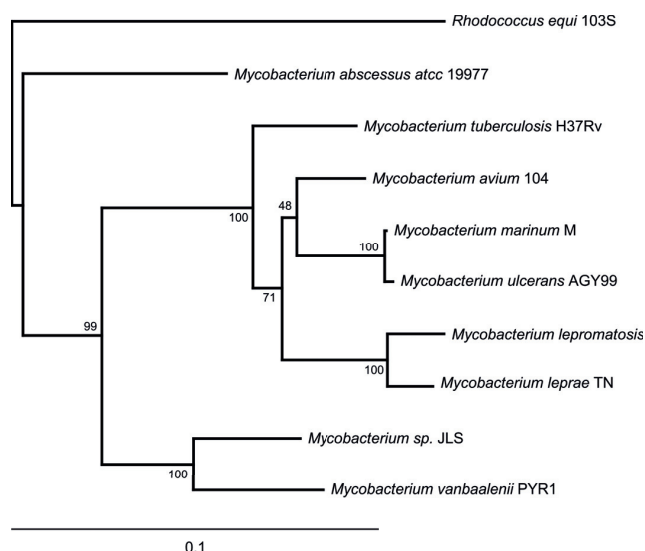 Rhodococcus equi 103S
Mycobacterium abscessus atcc 19977
Mycobacterium tuberculosis H37Rv
Mycobacterium avium 104
48
100
Mycobacterium marinum M
100
Mycobacterium ulcerans AGY99
71
99
Mycobacterium lepromatosis
100
Mycobacterium leprae TN
Mycobacterium sp. JLS
100
Mycobacterium vanbaalenii PYR1
0.1